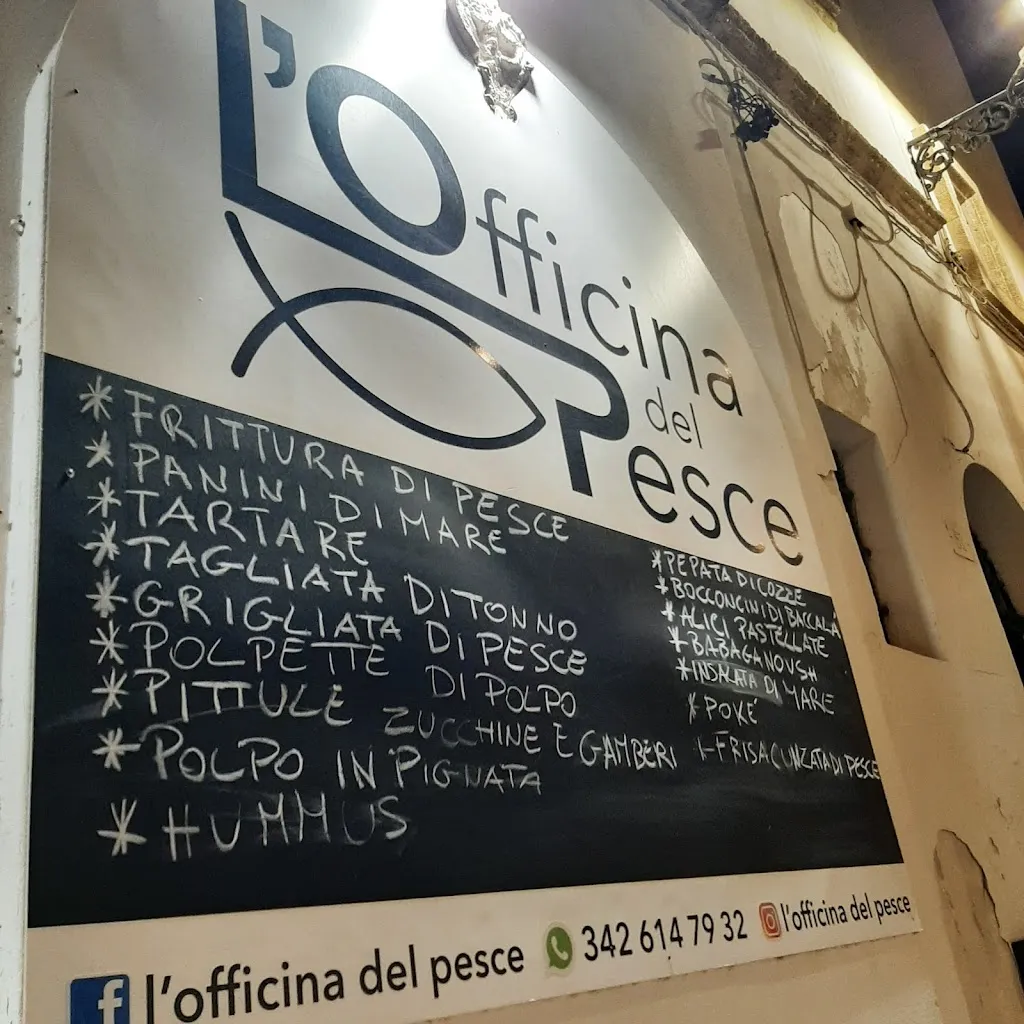 L'Officina
del
Pesce
* FRITTURA DI PESCE
* PANINI DI MARE
* TARTARE
* TAGLIATA DI TONNO
* GRIGLIATA DI PESCE
* POLPETTE DI POLPO
* PITTULE ZUCCHINE E GAMBERI
* POLPO IN PIGNATA
* HUMMUS
* PEPATA DI COZZE
* BOCCONCINI DI BACCALÀ
* ALICI PASTELLATE
* BABAGANOUSH
* INSALATA DI MARE
* POKÉ
* FRISA CUNZATA DI PESCE
f l'officina del pesce 342 614 79 32 l'officina del pesce